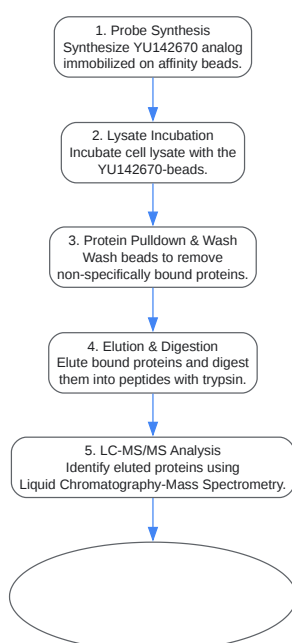 1. Probe Synthesis
Synthesize YU142670 analog
immobilized on affinity beads.
2. Lysate Incubation
Incubate cell lysate with the
YU142670-beads.
3. Protein Pulldown & Wash
Wash beads to remove
non-specifically bound proteins.
4. Elution & Digestion
Elute bound proteins and digest
them into peptides with trypsin.
5. LC-MS/MS Analysis
Identify eluted proteins using
Liquid Chromatography-Mass Spectrometry.